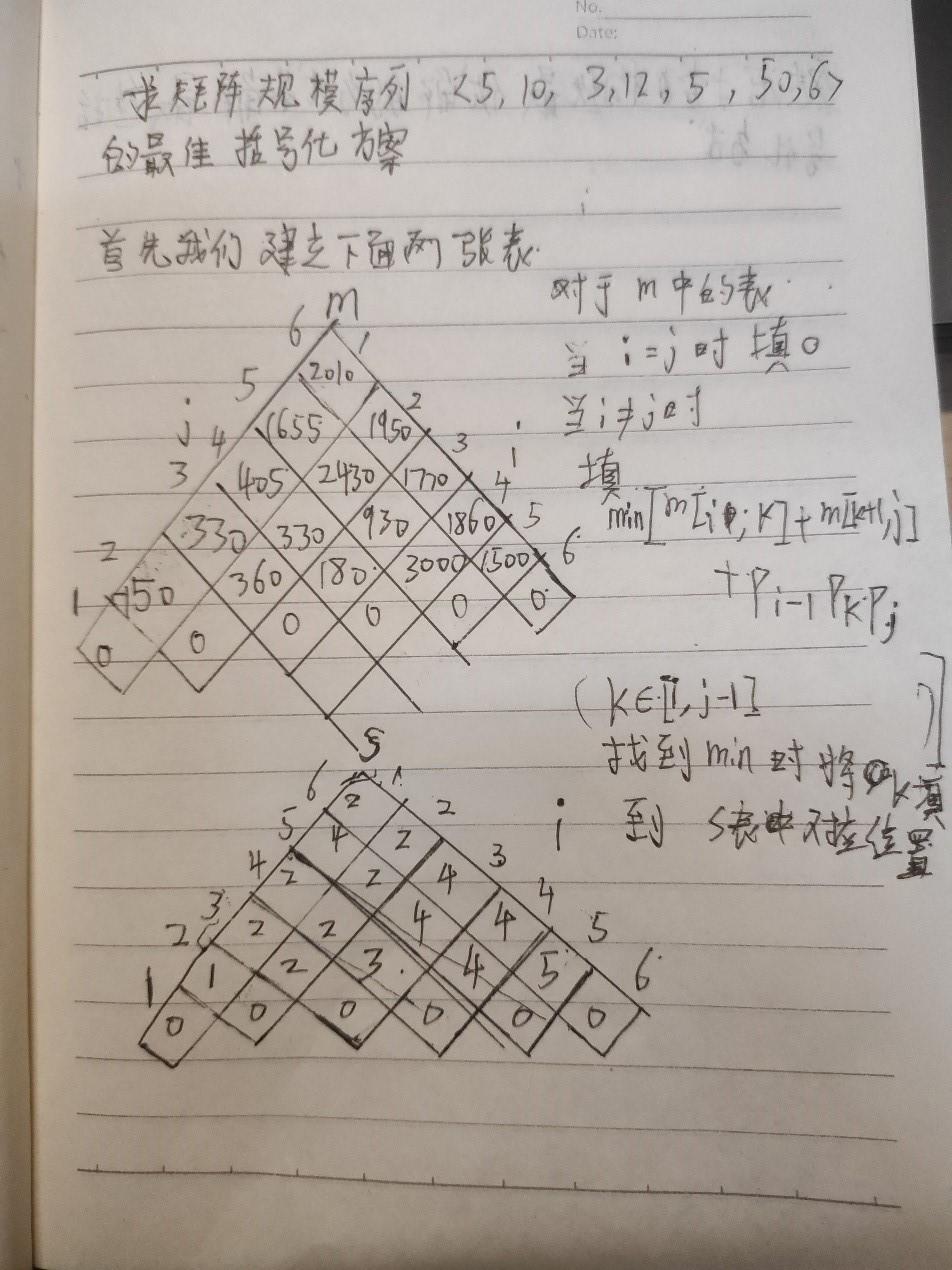 No.
Date:
求矩阵规模序列 <5, 10, 3, 12, 5, 50, 6>
的最佳括号化方案
首先我们建立下面两张表.
对于 m 中的表.
当 i = j 时 填 0
当 i ≠ j 时
填
min[m[i, k] + m[k+1, j]
+ Pi-1 Pk Pj
(k∈[1, j-1]
找到 min 时将 k 填
到 S表中对应位置
m
6 1
5 2010 2
j 4 1655 1950 3 i
3 405 2430 1770 4
2 330 330 930 1860 5
1 150 360 180 3000 1500 6
0 0 0 0 0 0
S
6 2 1
5 4 2 2
4 2 2 4 3
3 2 2 4 4 4
2 1 2 3 4 5 5
1 0 0 0 0 0 0 6
i